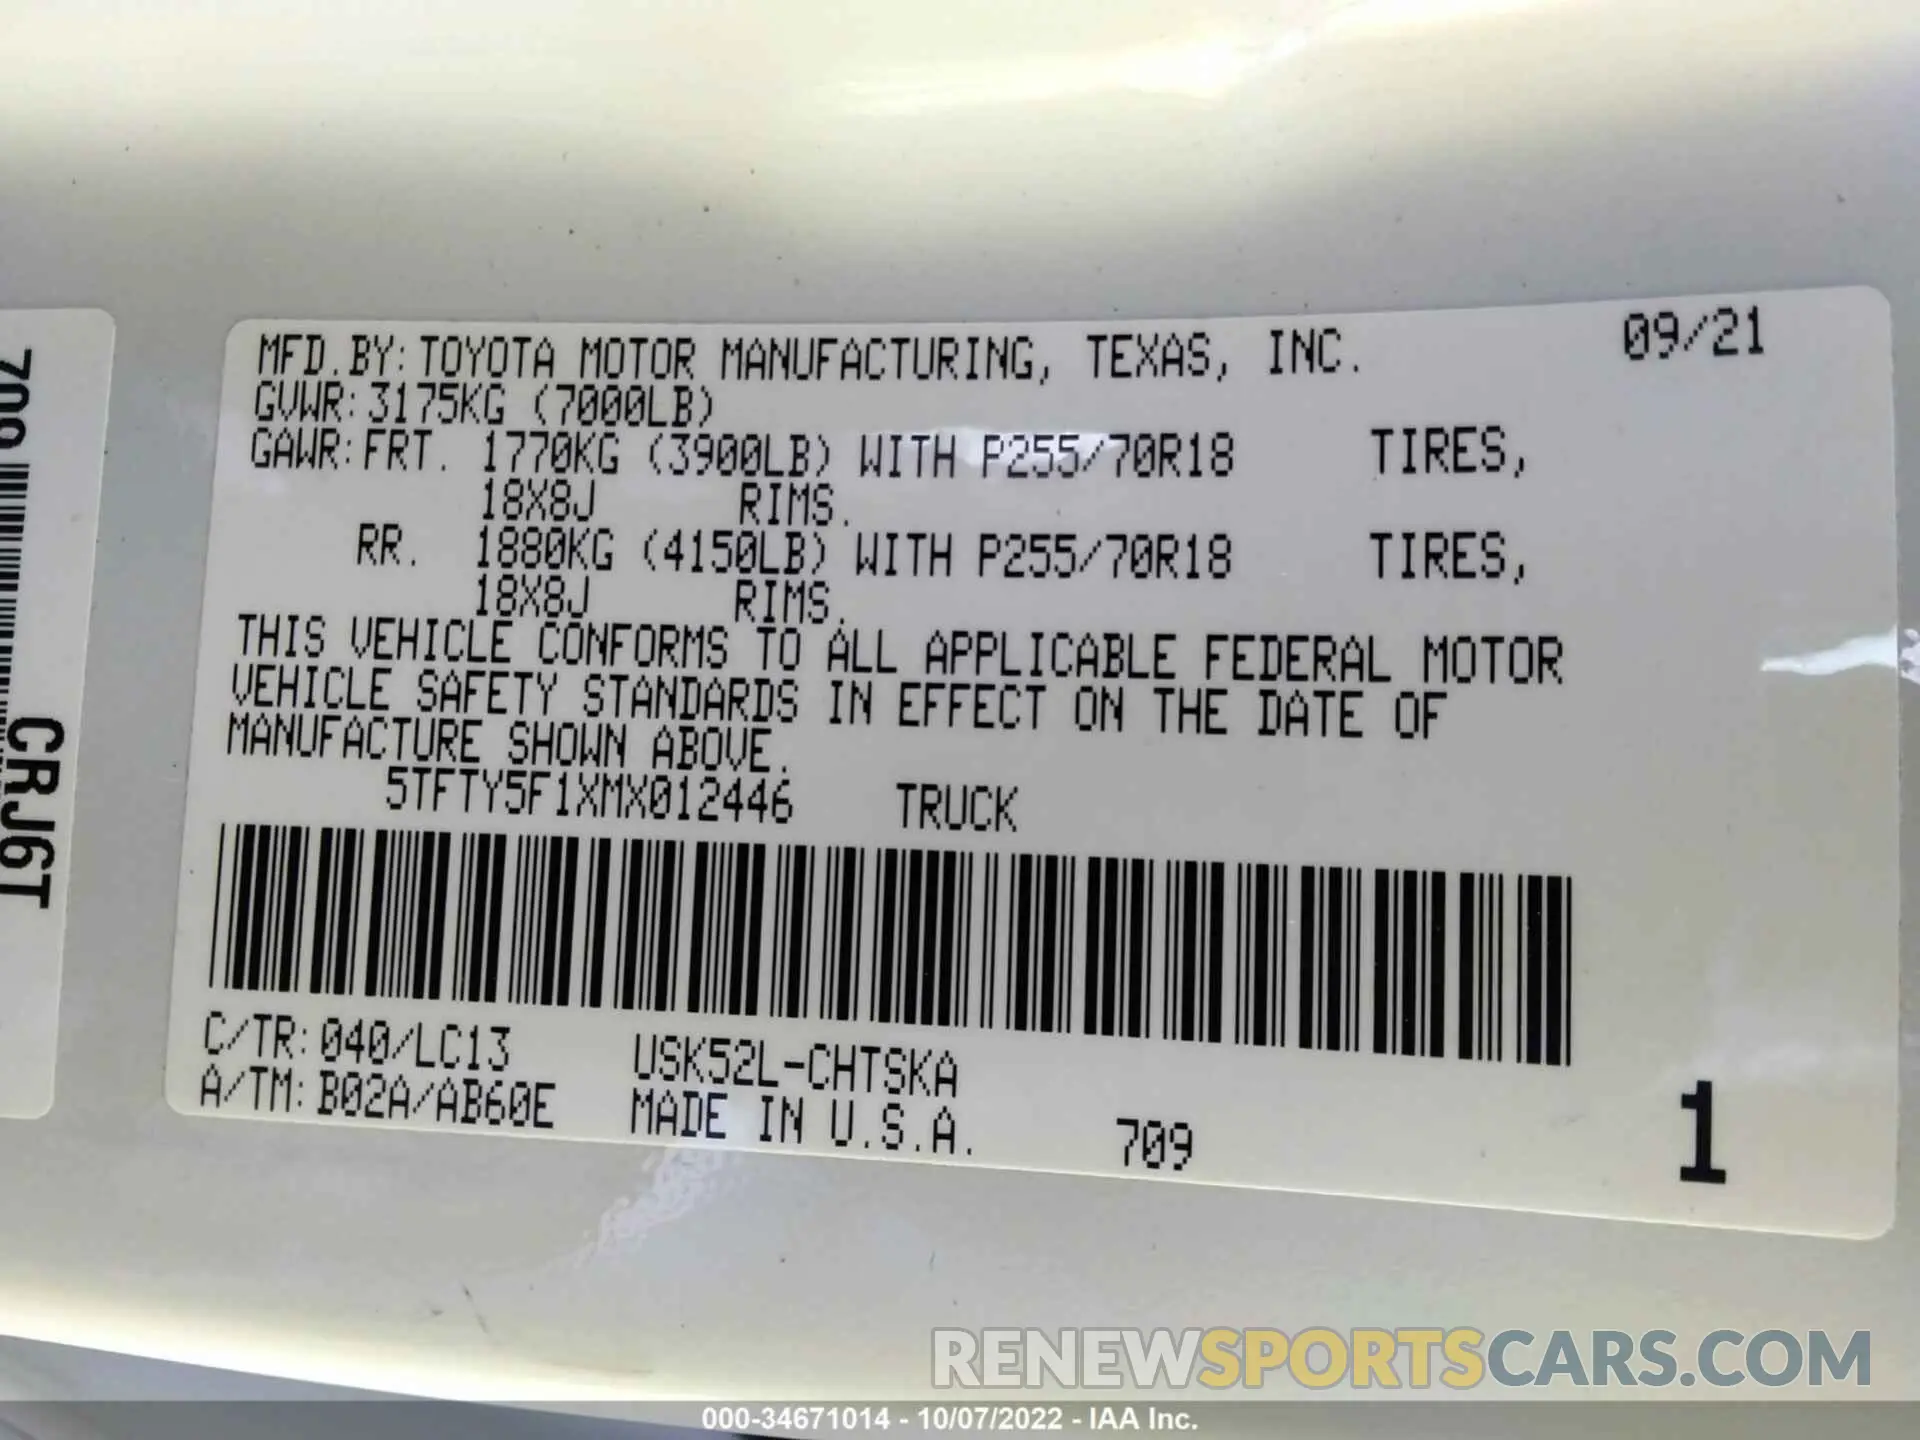 MFD.BY:TOYOTA MOTOR MANUFACTURING, TEXAS, INC. 09/21
GVWR:3175KG (7000LB)
GAWR:FRT. 1770KG (3900LB) WITH P255/70R18 TIRES,
18X8J RIMS.
RR. 1880KG (4150LB) WITH P255/70R18 TIRES,
18X8J RIMS.
THIS VEHICLE CONFORMS TO ALL APPLICABLE FEDERAL MOTOR
VEHICLE SAFETY STANDARDS IN EFFECT ON THE DATE OF
MANUFACTURE SHOWN ABOVE.
5TFTY5F1XMX012446 TRUCK
C/TR:040/LC13 USK52L-CHTSKA
A/TM:B02A/AB60E MADE IN U.S.A. 709 1
709
CRJ6T
RENEWSPORTSCARS.COM
000-34671014 - 10/07/2022 - IAA Inc.